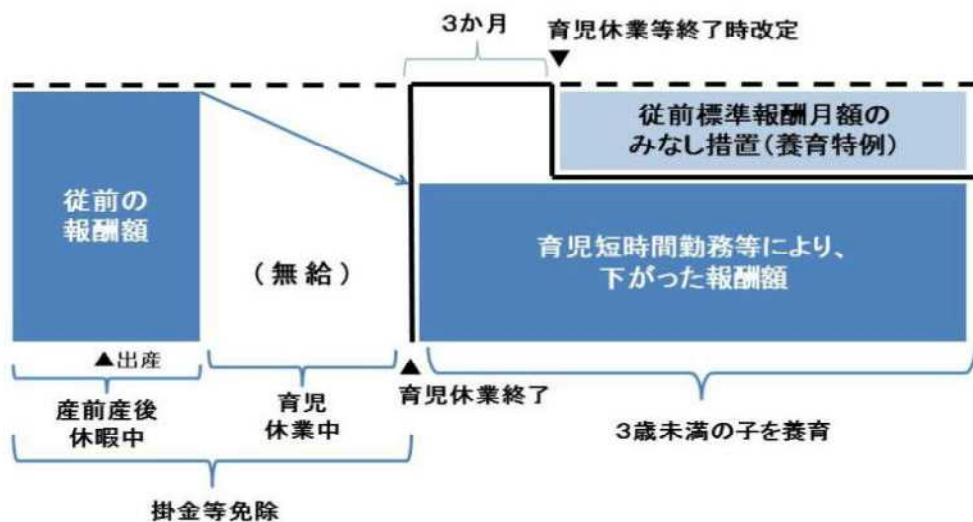 3か月
育児休業等終了時改定
▼
従前標準報酬月額の
みなし措置(養育特例)
従前の
報酬額
(無給)
育児短時間勤務等により、
下がった報酬額
▲出産
▲
育児休業終了
産前産後
休暇中
育児
休業中
3歳未満の子を養育
掛金等免除